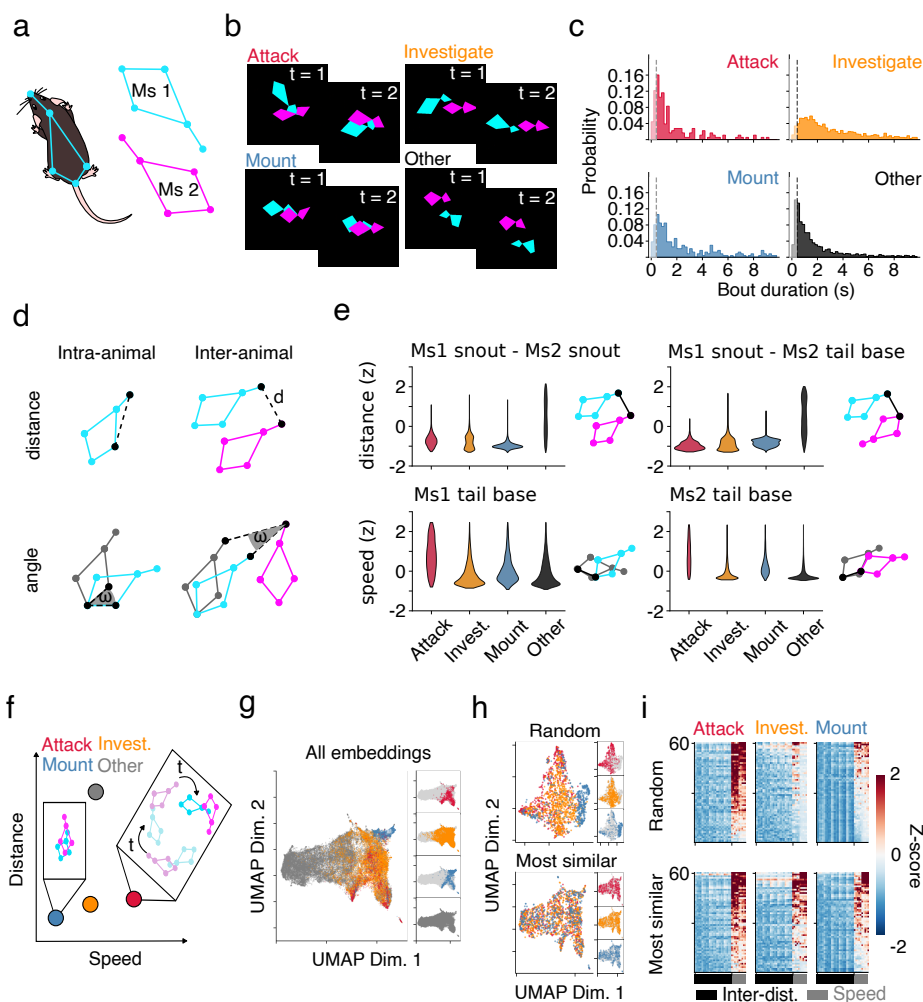 a
Ms 1
Ms 2
b
Attack
t = 1
t = 2
Investigate
t = 1
t = 2
Mount
t = 1
t = 2
Other
t = 1
t = 2
c
Probability
0.16
0.12
0.08
0.04
Attack
Investigate
0.16
0.12
0.08
0.04
Mount
Other
0 2 4 6 8
0 2 4 6 8
Bout duration (s)
d
Intra-animal
Inter-animal
distance
d
angle
ω
ω
e
Ms1 snout - Ms2 snout
Ms1 snout - Ms2 tail base
distance (z)
2
1
0
-1
-2
2
0
-1
-2
Ms1 tail base
Ms2 tail base
speed (z)
2
0
-2
2
0
-2
Attack
Invest.
Mount
Other
Attack
Invest.
Mount
Other
f
Attack Invest.
Mount Other
Distance
t
t
Speed
g
All embeddings
UMAP Dim. 2
UMAP Dim. 1
h
Random
UMAP Dim. 2
Most similar
UMAP Dim. 1
i
Attack
Invest.
Mount
60
Random
60
Most similar
2
0
-2
Z-score
Inter-dist.
Speed